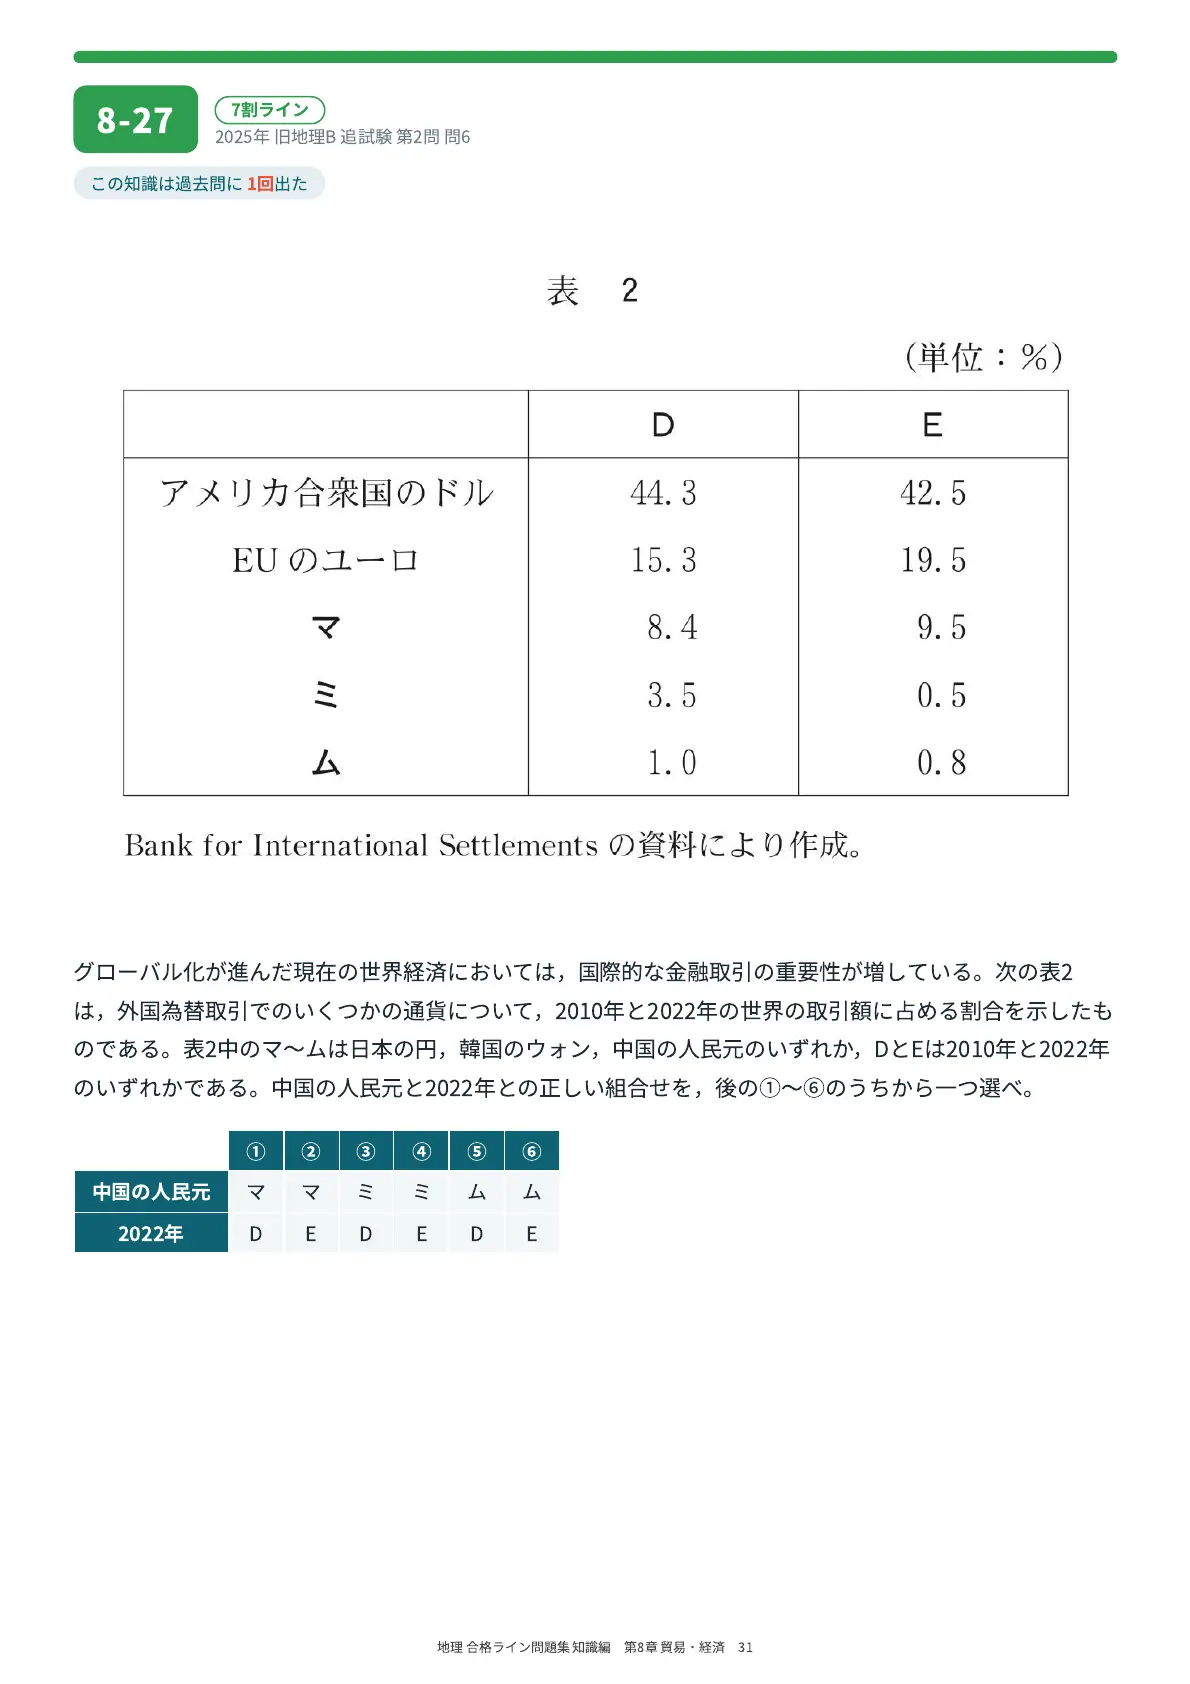 8-27
7割ライン
2025年 旧地理B 追試験 第2問 問6
この知識は過去問に 1回出た
表 2
(単位：%)
D E
アメリカ合衆国のドル 44.3 42.5
EUのユーロ 15.3 19.5
マ 8.4 9.5
ミ 3.5 0.5
ム 1.0 0.8
Bank for International Settlements の資料により作成。
グローバル化が進んだ現在の世界経済においては，国際的な金融取引の重要性が増している。次の表2
は，外国為替取引でのいくつかの通貨について，2010年と2022年の世界の取引額に占める割合を示したも
のである。表2中のマ～ムは日本の円，韓国のウォン，中国の人民元のいずれか，DとEは2010年と2022年
のいずれかである。中国の人民元と2022年との正しい組合せを，後の①～⑥のうちから一つ選べ。
① ② ③ ④ ⑤ ⑥
中国の人民元 マ マ ミ ミ ム ム
2022年 D E D E D E
地理 合格ライン問題集 知識編 第8章 貿易・経済 31